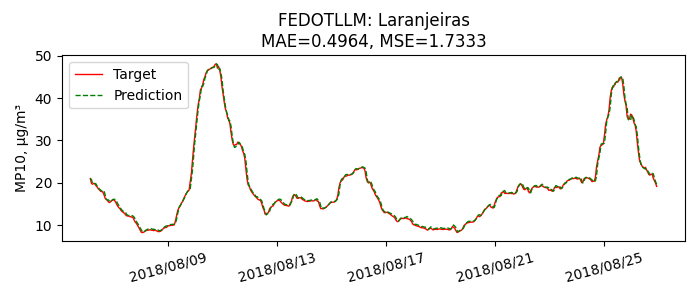 FEDOTLLM: Laranjeiras
MAE=0.4964, MSE=1.7333
Target
Prediction
MP10, µg/m³
50
40
30
20
10
2018/08/09
2018/08/13
2018/08/17
2018/08/21
2018/08/25